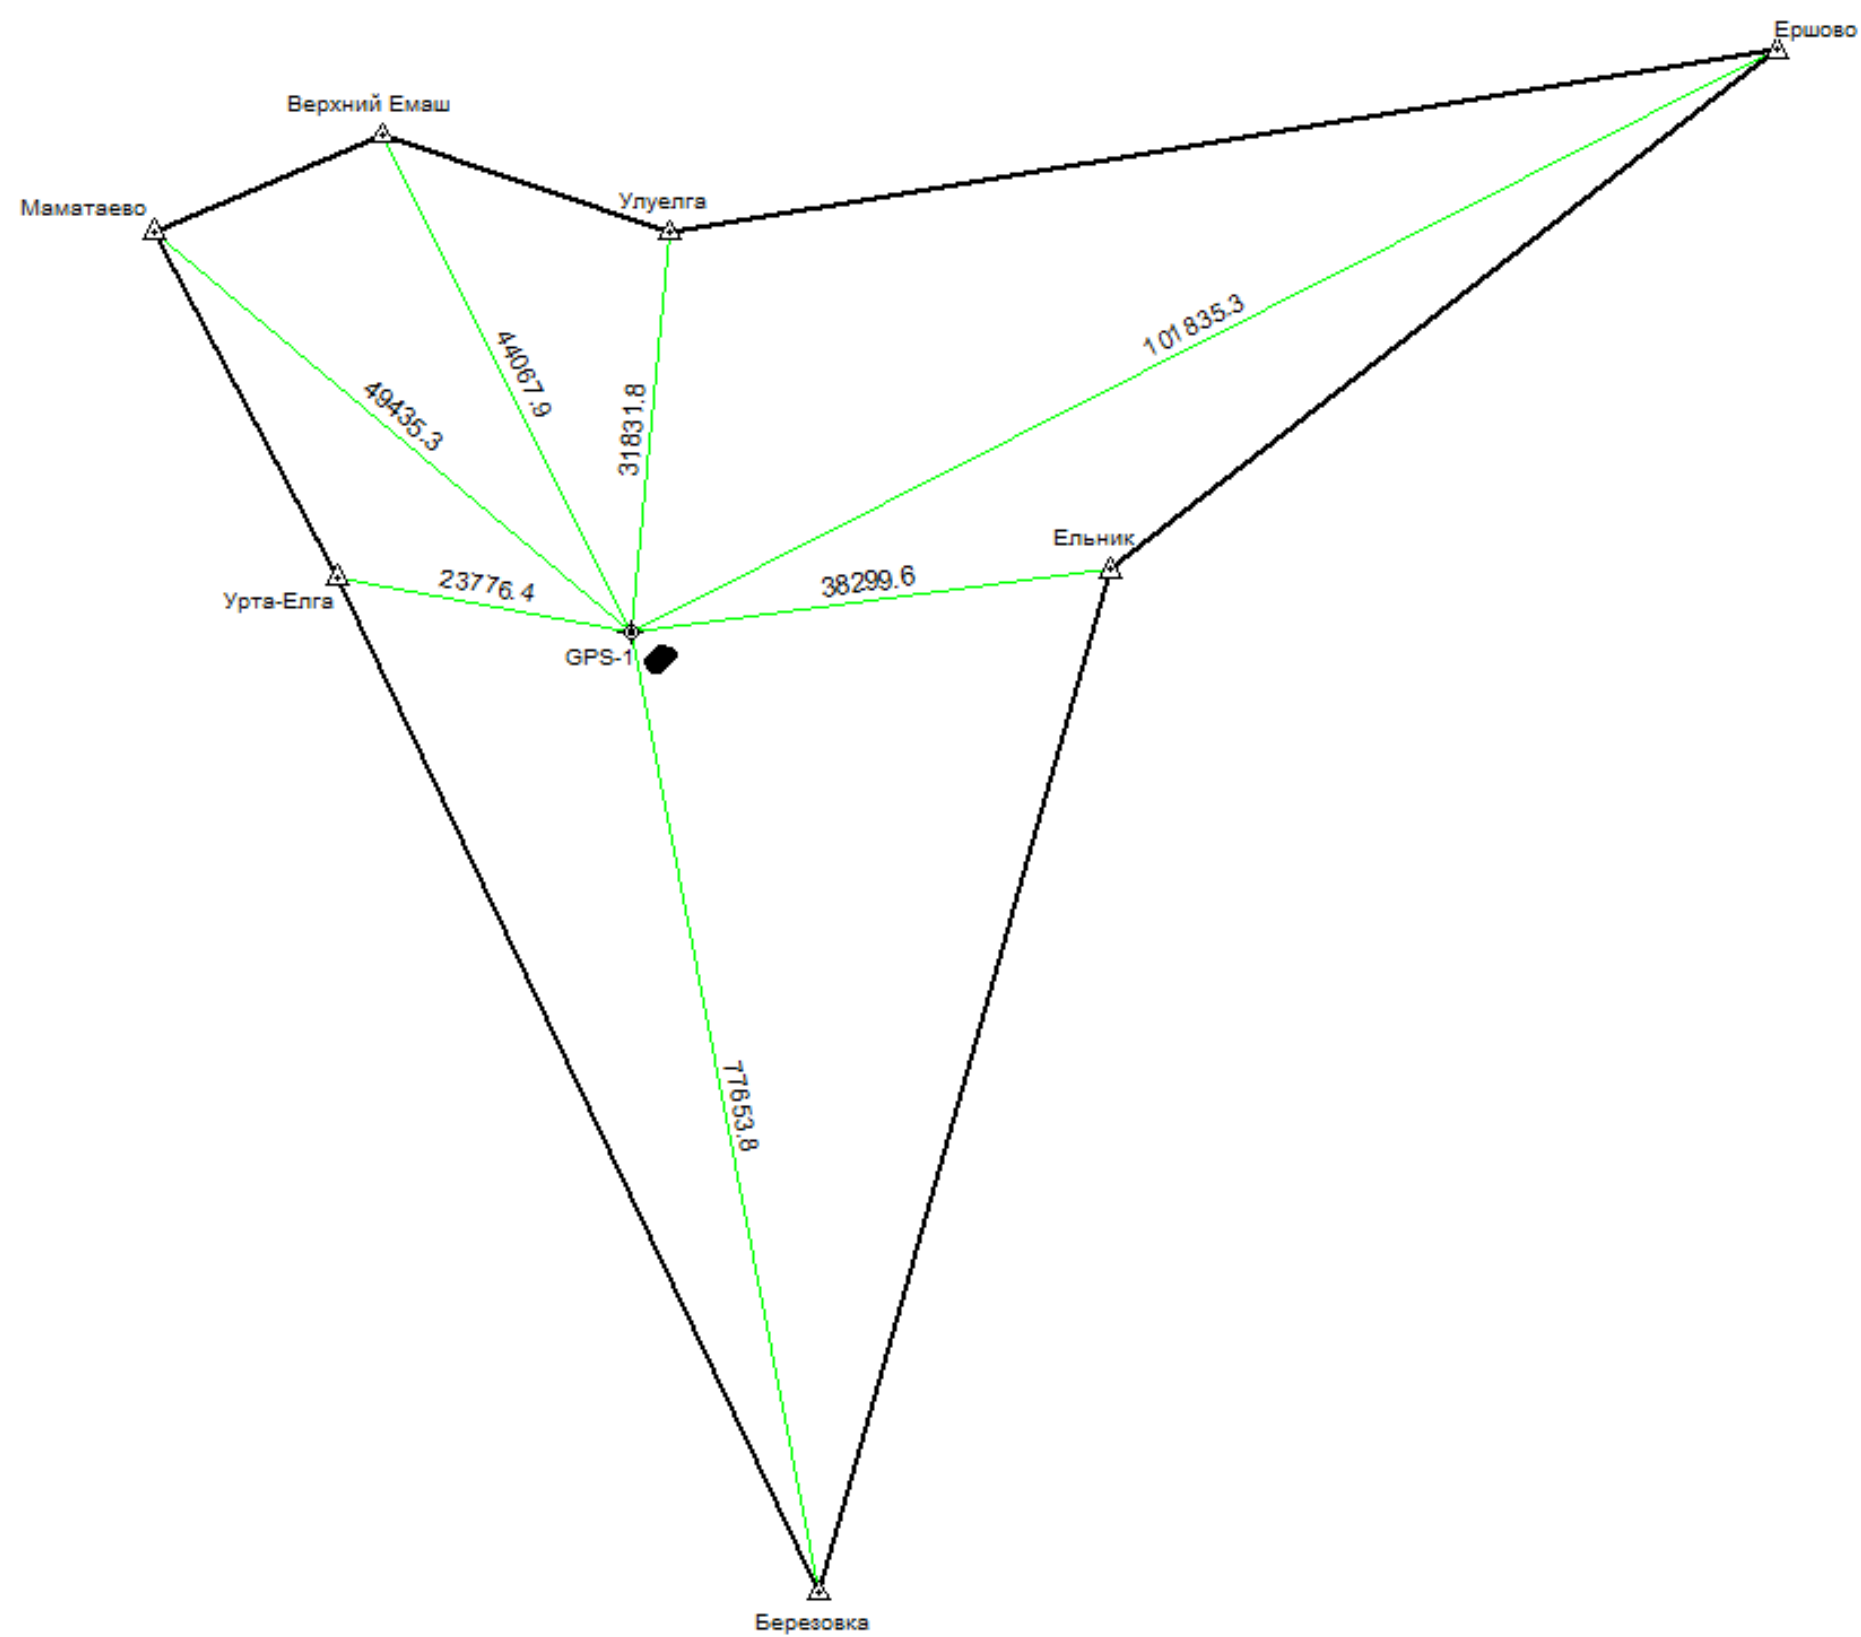 Ершово
Верхний Емаш
Улуелга
Маматаево
101835.3
44067.9
49435.3
31831.8
Ельник
23776.4
38299.6
Урта-Елга
GPS-1
77653.8
Березовка